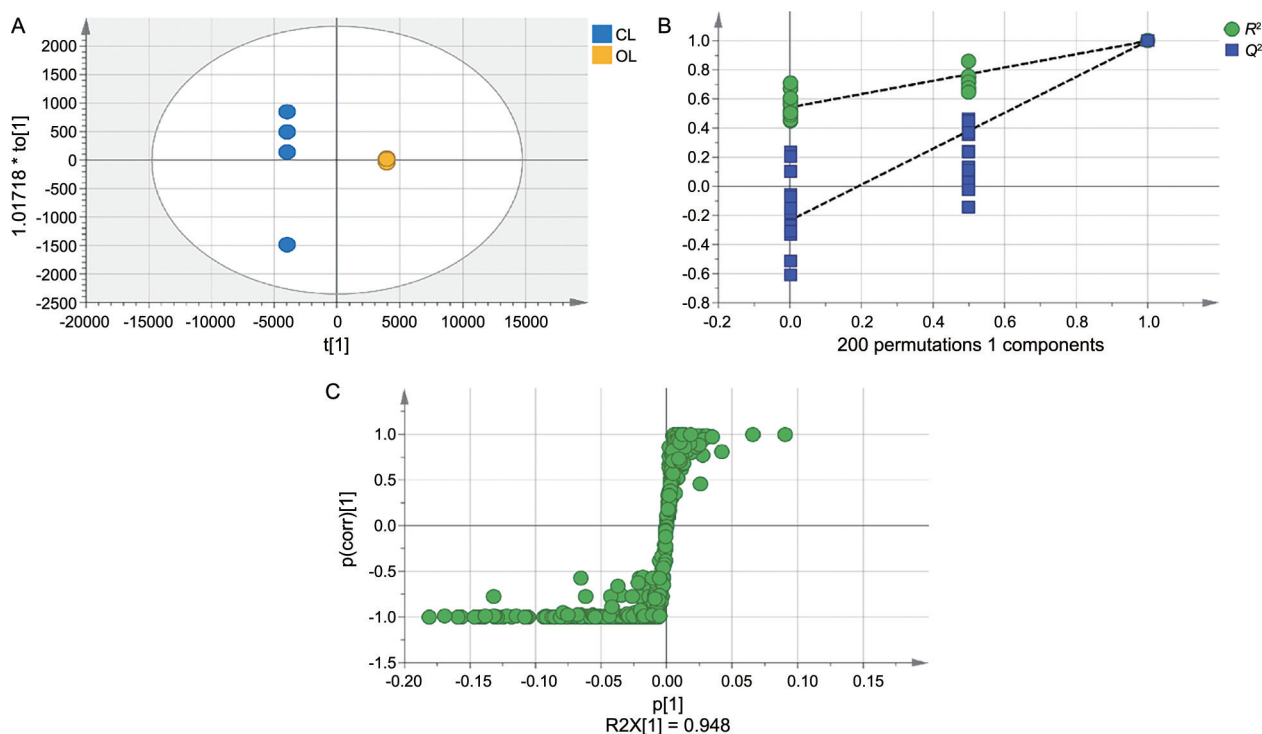 A
CL
OL
1.01718 * to[1]
2000
1500
1000
500
0
-500
-1000
-1500
-2000
-2500
-20000 -15000 -10000 -5000 0 5000 10000 15000
t[1]
B
R²
Q²
1.0
0.8
0.6
0.4
0.2
0.0
-0.2
-0.4
-0.6
-0.8
-0.2 0.0 0.2 0.4 0.6 0.8 1.0
200 permutations 1 components
C
p(corr)[1]
1.0
0.5
0.0
-0.5
-1.0
-1.5
-0.20 -0.15 -0.10 -0.05 0.00 0.05 0.10 0.15
p[1]
R2X[1] = 0.948